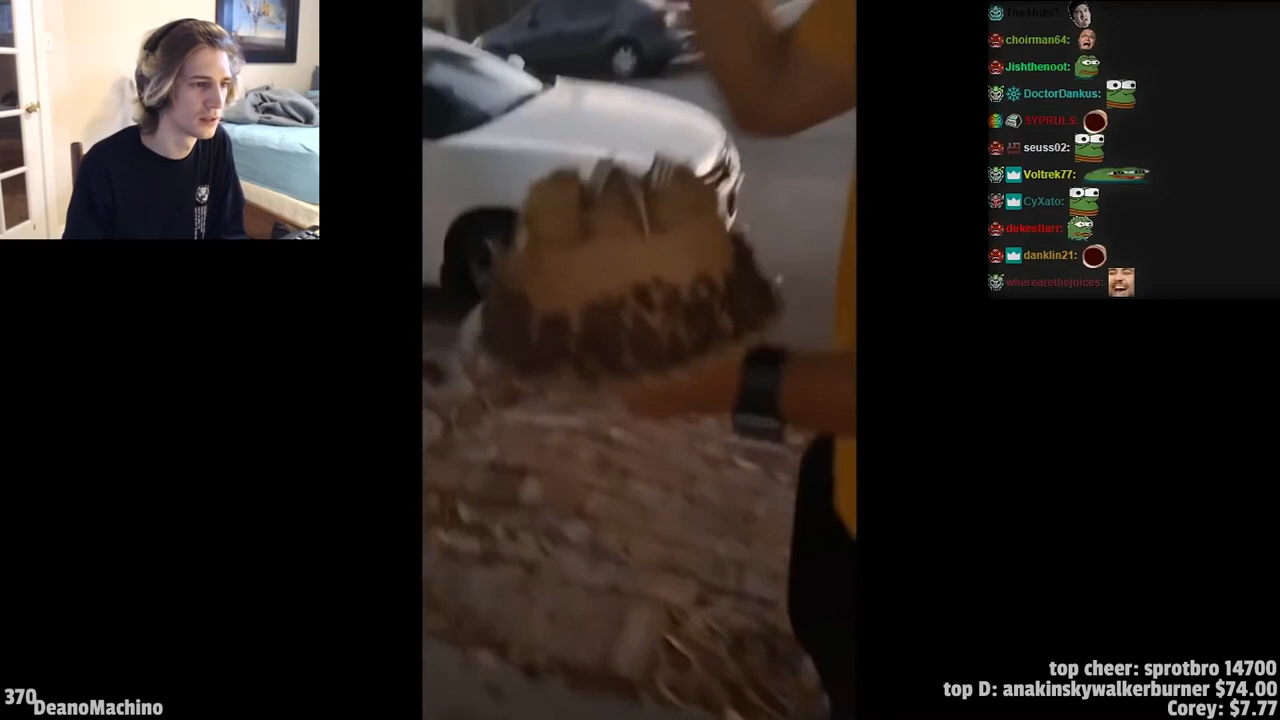 choirman64:
Jishthenoot:
DoctorDankus:
SYPRULS:
seuss02:
Voltrek77:
CyXato:
dukestiarr:
danklin21:
wherearethejuices:
top cheer: sprotbro 14700
top D: anakinskywalkerburner $74.00
Corey: $7.77
370
DeanoMachino